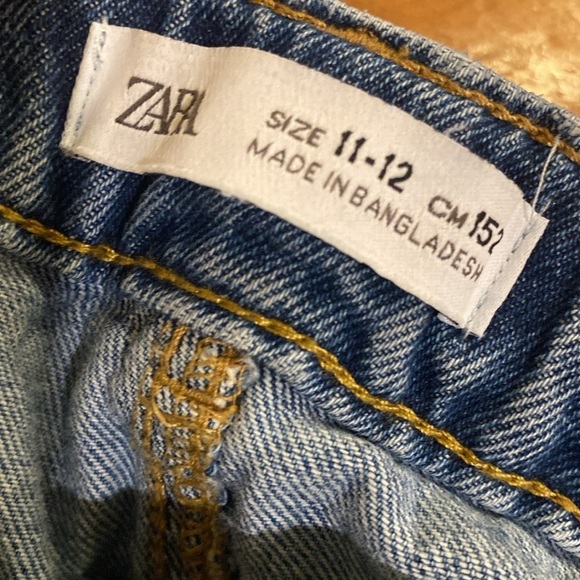 ZARA
SIZE 11-12 CM 152
MADE IN BANGLADESH